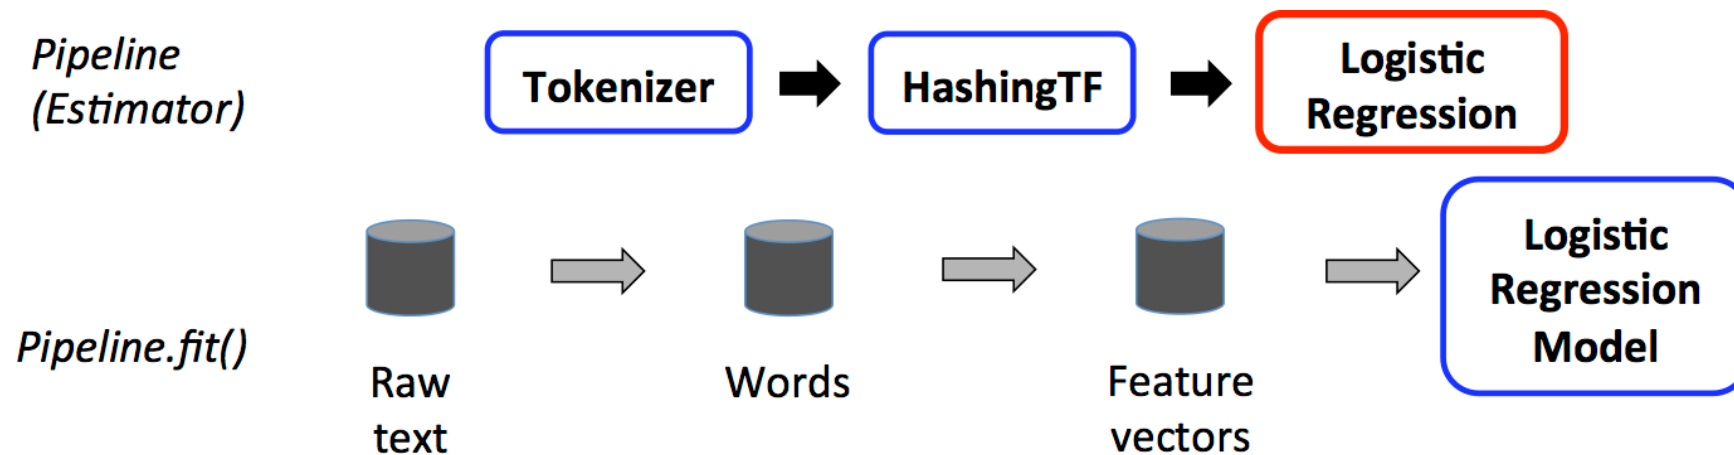 Pipeline
(Estimator)
Tokenizer
HashingTF
Logistic
Regression
Pipeline.fit()
Raw
text
Words
Feature
vectors
Logistic
Regression
Model